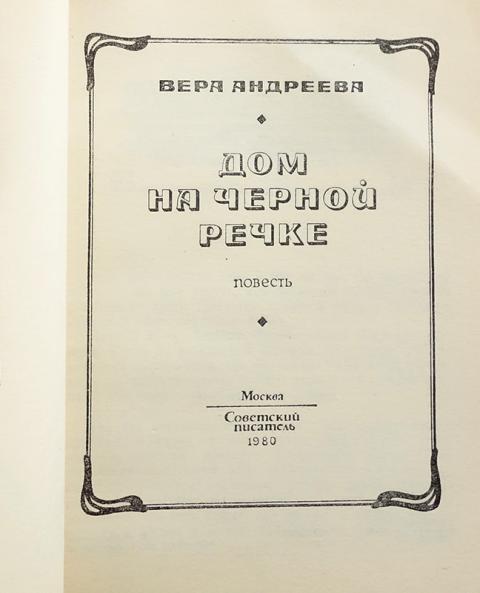 ВЕРА АНДРЕЕВА
ДОМ
НА ЧЕРНОЙ
РЕЧКЕ
повесть
Москва
Советский
писатель
1980